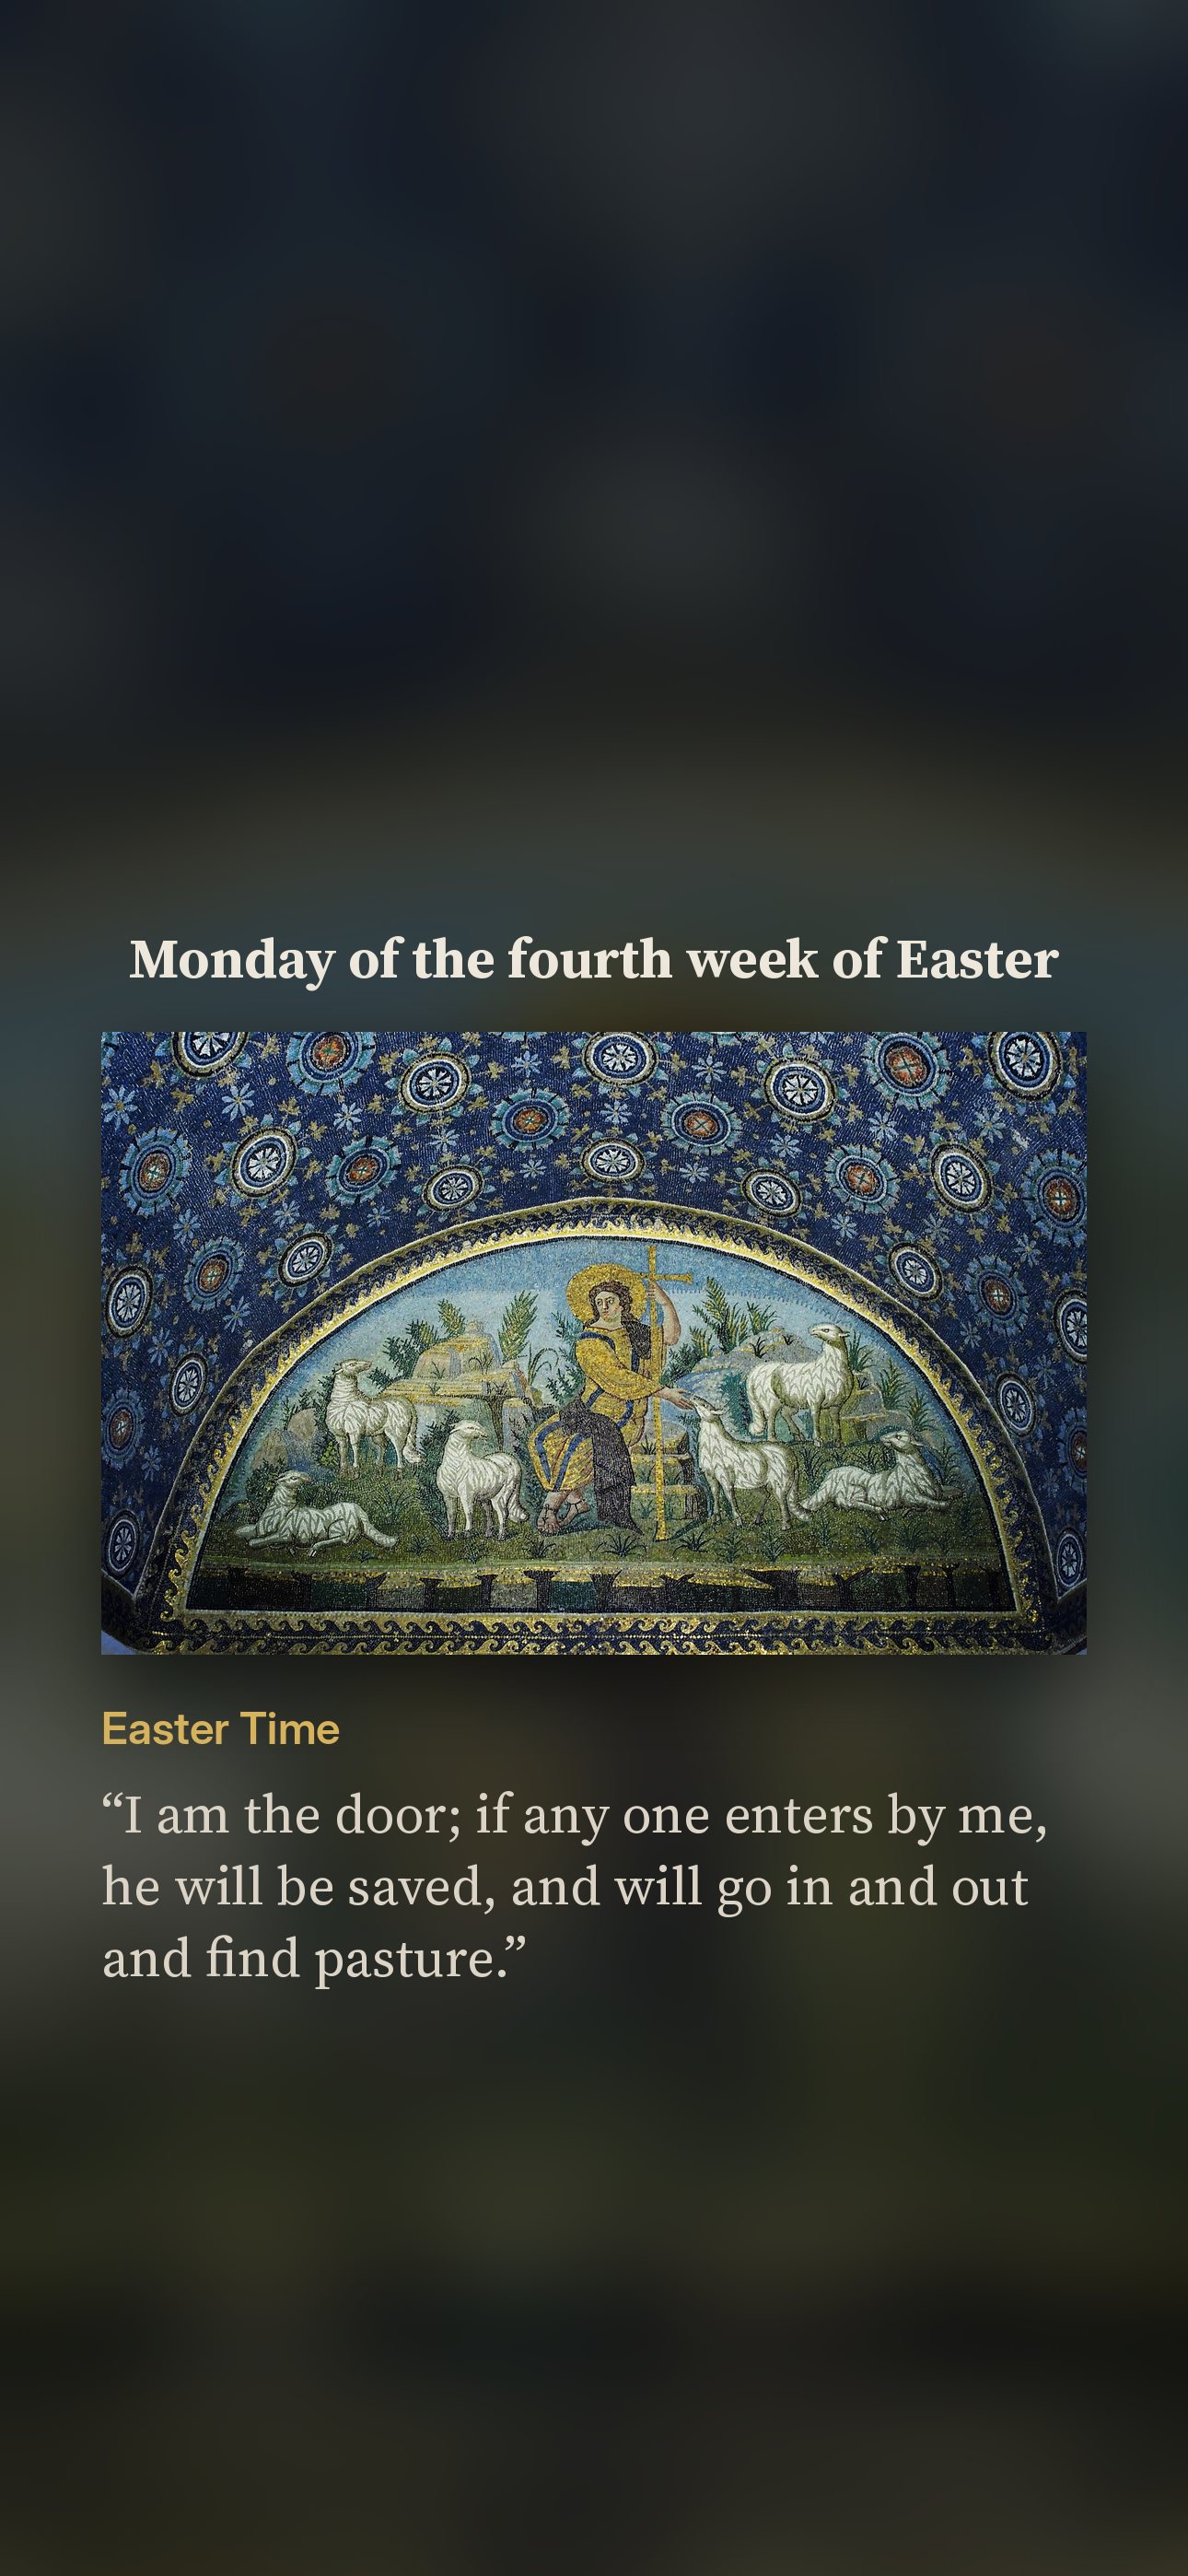 Monday of the fourth week of Easter
Easter Time
“I am the door; if any one enters by me,
he will be saved, and will go in and out
and find pasture.”